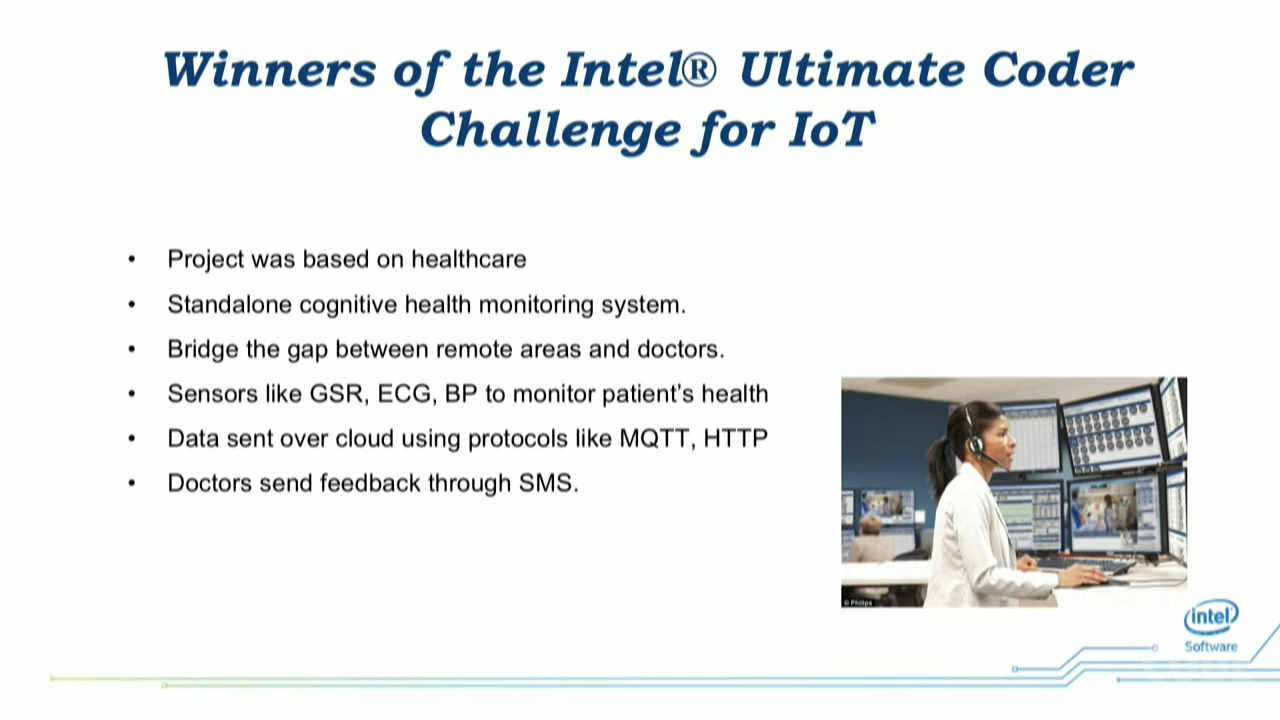 Winners of the Intel® Ultimate Coder
Challenge for IoT
• Project was based on healthcare
• Standalone cognitive health monitoring system.
• Bridge the gap between remote areas and doctors.
• Sensors like GSR, ECG, BP to monitor patient’s health
• Data sent over cloud using protocols like MQTT, HTTP
• Doctors send feedback through SMS.
© Philips
intel
Software